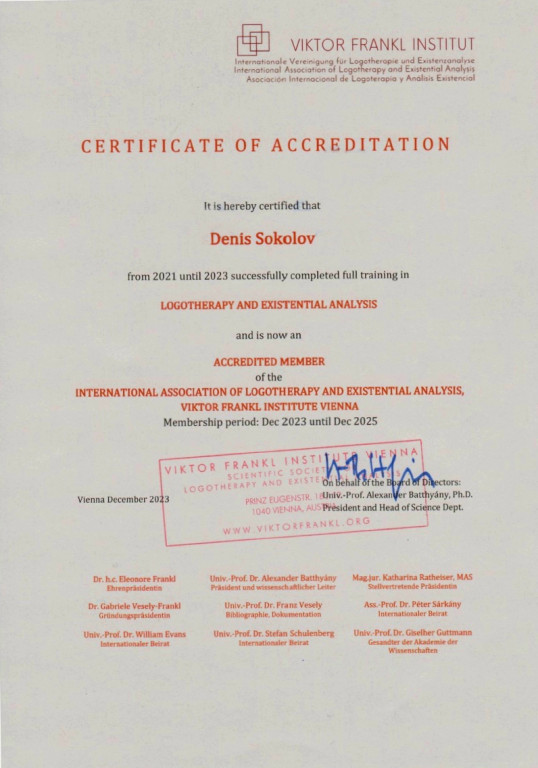 VIKTOR FRANKL INSTITUT
Internationale Vereinigung für Logotherapie und Existenzanalyse
International Association of Logotherapy and Existential Analysis
Asociación Internacional de Logoterapia y Análisis Existencial
CERTIFICATE OF ACCREDITATION
It is hereby certified that
Denis Sokolov
from 2021 until 2023 successfully completed full training in
LOGOTHERAPY AND EXISTENTIAL ANALYSIS
and is now an
ACCREDITED MEMBER
of the
INTERNATIONAL ASSOCIATION OF LOGOTHERAPY AND EXISTENTIAL ANALYSIS,
VIKTOR FRANKL INSTITUTE VIENNA
Membership period: Dec 2023 until Dec 2025
VIKTOR FRANKL INSTITUTE VIENNA
SCIENTIFIC
LOGOTHERAPY AND ANALYSIS
PRINZ EUGENSTR.
1040 VIENNA,
WWW.VIKTORFRANKL.ORG
Vienna December 2023
On behalf of the Board of Directors:
Univ.-Prof. Alexander Batthyány, Ph.D.
President and Head of Science Dept.
Dr. h.c. Eleonore Frankl
Ehrenpräsidentin
Univ.-Prof. Dr. Alexander Batthyány
Präsident und wissenschaftlicher Leiter
Mag.jur. Katharina Ratheiser, MAS
Stellvertretende Präsidentin
Dr. Gabriele Vesely-Frankl
Gründungspräsidentin
Univ.-Prof. Dr. Franz Vesely
Bibliographie, Dokumentation
Ass.-Prof. Dr. Péter Sárkány
Internationaler Beirat
Univ.-Prof. Dr. William Evans
Internationaler Beirat
Univ.-Prof. Dr. Stefan Schulenberg
Internationaler Beirat
Univ.-Prof. Dr. Giselher Guttmann
Gesandter der Akademie der
Wissenschaften